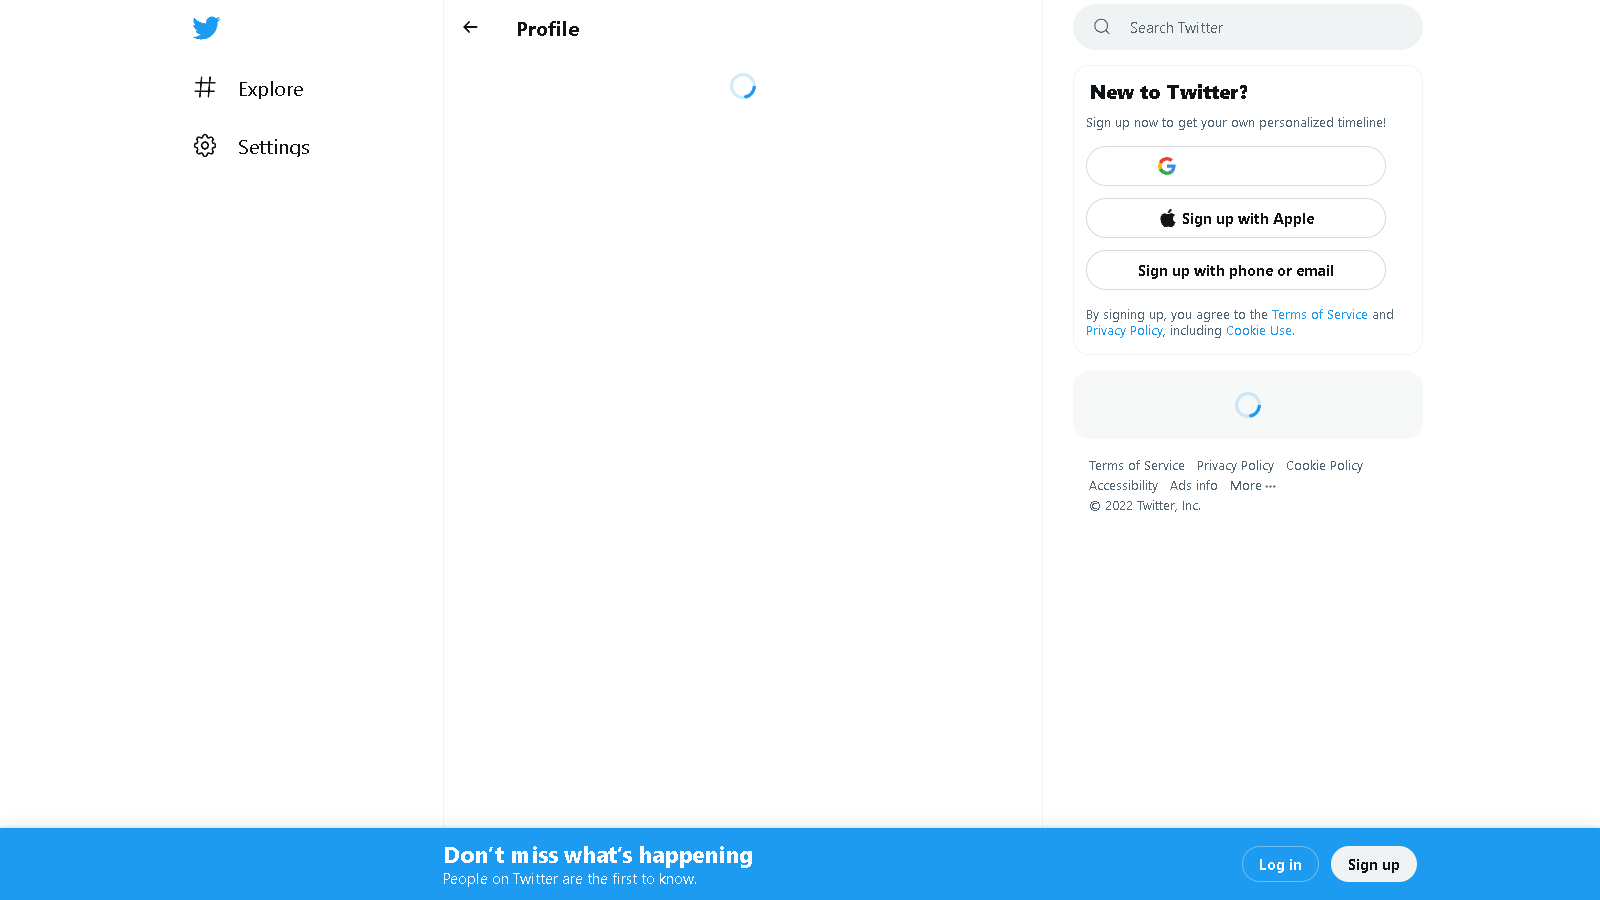 Explore
Settings
Profile
Search Twitter
New to Twitter?
Sign up now to get your own personalized timeline!
Sign up with Apple
Sign up with phone or email
By signing up, you agree to the Terms of Service and
Privacy Policy, including Cookie Use.
Terms of Service Privacy Policy Cookie Policy
Accessibility Ads info More ···
© 2022 Twitter, Inc.
Don’t miss what’s happening
People on Twitter are the first to know.
Log in
Sign up